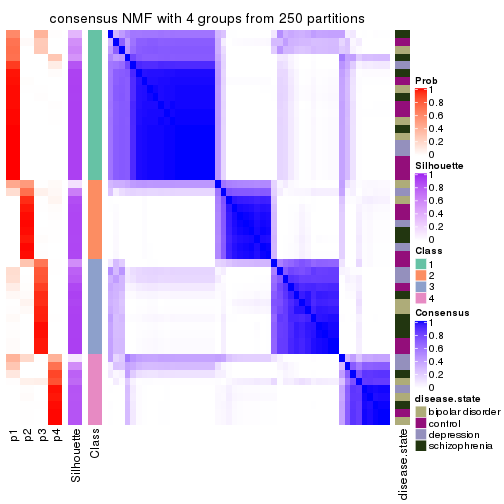 consensus NMF with 4 groups from 250 partitions
Prob
1
0.8
0.6
0.4
0.2
0
Silhouette
1
0.8
0.6
0.4
0.2
0
Class
1
2
3
4
Consensus
1
0.8
0.6
0.4
0.2
0
disease.state
bipolar disorder
control
depression
schizophrenia
p1
p2
p3
p4
Silhouette
Class
disease.state